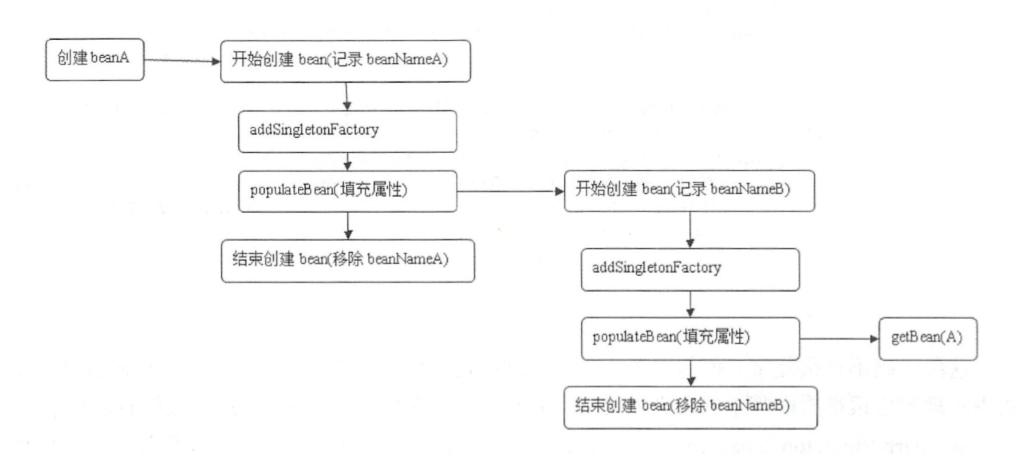 创建 beanA
开始创建 bean(记录 beanNameA)
addSingletonFactory
populateBean(填充属性)
结束创建 bean(移除 beanNameA)
开始创建 bean(记录 beanNameB)
addSingletonFactory
populateBean(填充属性)
getBean(A)
结束创建 bean(移除 beanNameB)